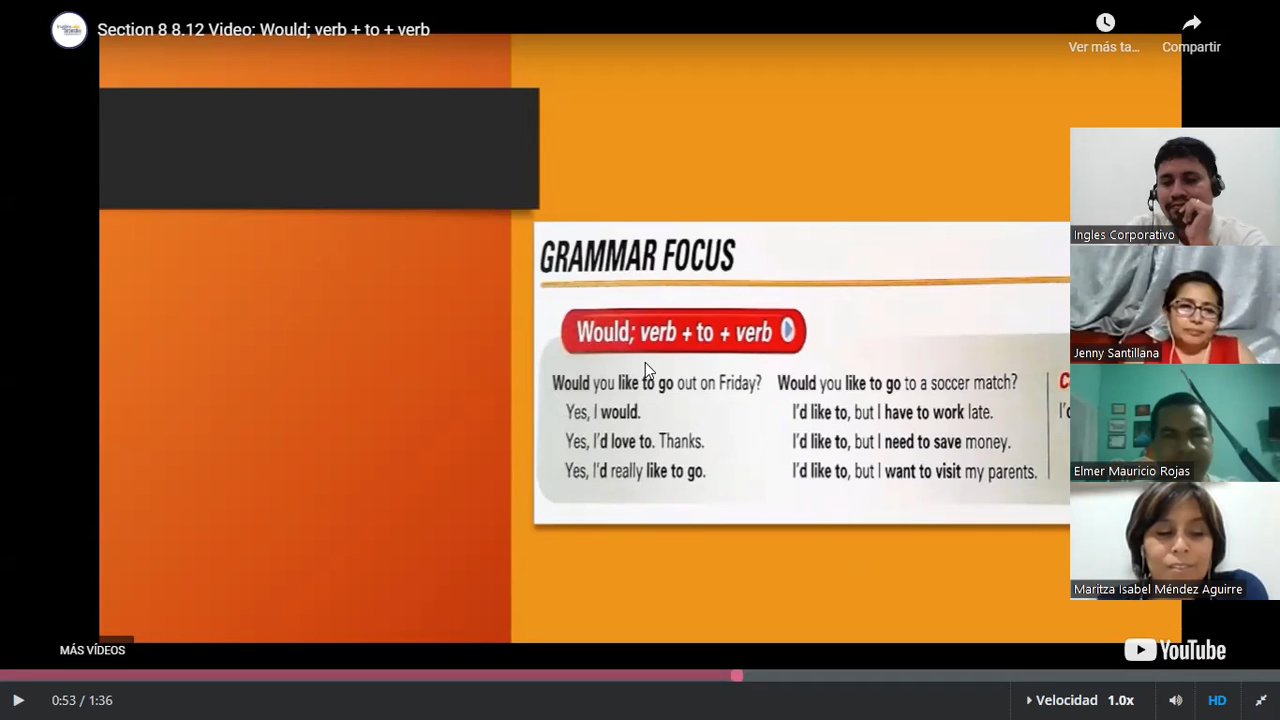 Section 8 8.12 Video: Would; verb + to + verb
Ver más ta...
Compartir
GRAMMAR FOCUS
Would; verb + to + verb
Would you like to go out on Friday?
Yes, I would.
Yes, I'd love to. Thanks.
Yes, I'd really like to go.
Would you like to go to a soccer match?
I'd like to, but I have to work late.
I'd like to, but I need to save money.
I'd like to, but I want to visit my parents.
Ingles Corporativo
Jenny Santillana
Elmer Mauricio Rojas
Maritza Isabel Méndez Aguirre
MÁS VÍDEOS
YouTube
0:53 / 1:36
Velocidad 1.0x
HD